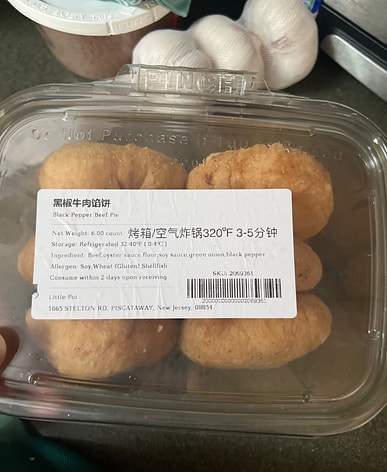 PINCH
Do Not Purchase if
黑椒牛肉馅饼
Black Pepper Beef Pie
Net Weight: 6.00 count 烤箱/空气炸锅320°F 3-5分钟
Storage: Refrigerated 32-40°F ( 0-4°C)
Ingredient: Beef,oyster sauce,flour,soy sauce,green onion,black pepper
Allergen: Soy,Wheat (Gluten) Shellfish
SKU: 2069361
Consume within 2 days upon receiving
Little Pot
1665 STELTON RD, PISCATAWAY, New Jersey, 08854